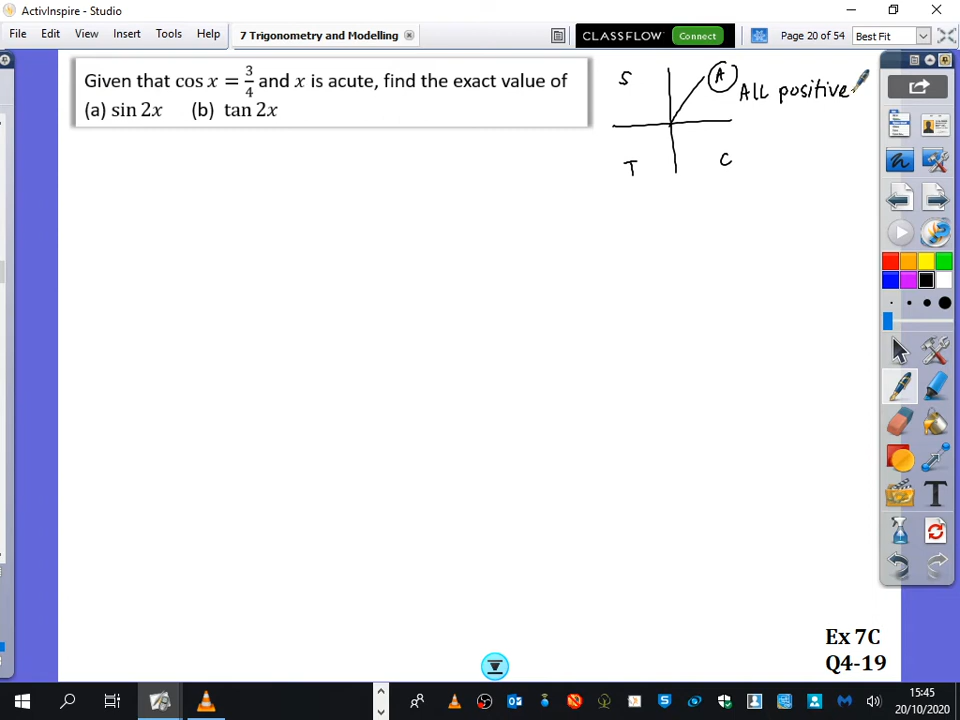 ActivInspire - Studio
File Edit View Insert Tools Help
7 Trigonometry and Modelling
CLASSFLOW Connect
Page 20 of 54
Best Fit
Given that cos x = 3/4 and x is acute, find the exact value of
(a) sin 2x (b) tan 2x
S A All positive
T C
T
Ex 7C
Q4-19
15:45
20/10/2020